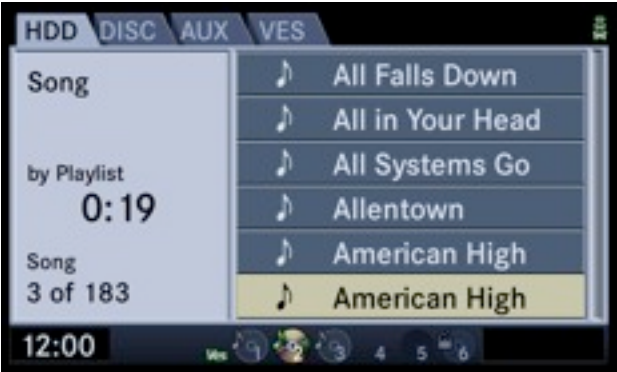 HDD DISC AUX VES
Song
by Playlist
0:19
Song
3 of 183
All Falls Down
All in Your Head
All Systems Go
Allentown
American High
American High
12:00
Ves 1 2 3 4 5 6